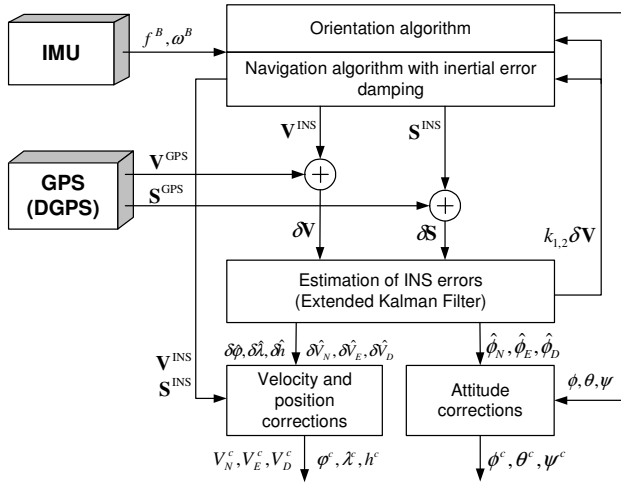 IMU
f^B, ω^B
Orientation algorithm
Navigation algorithm with inertial error
damping
V^INS
S^INS
V^GPS
GPS
(DGPS)
S^GPS
δV
δS
k_{1,2}δV
Estimation of INS errors
(Extended Kalman Filter)
δφ̂, δλ̂, δĥ
δV̂_N, δV̂_E, δV̂_D
ϕ̂_N, ϕ̂_E, ϕ̂_D
V^INS
S^INS
Velocity and
position
corrections
Attitude
corrections
ϕ, θ, ψ
V_N^c, V_E^c, V_D^c
φ^c, λ^c, h^c
ϕ^c, θ^c, ψ^c